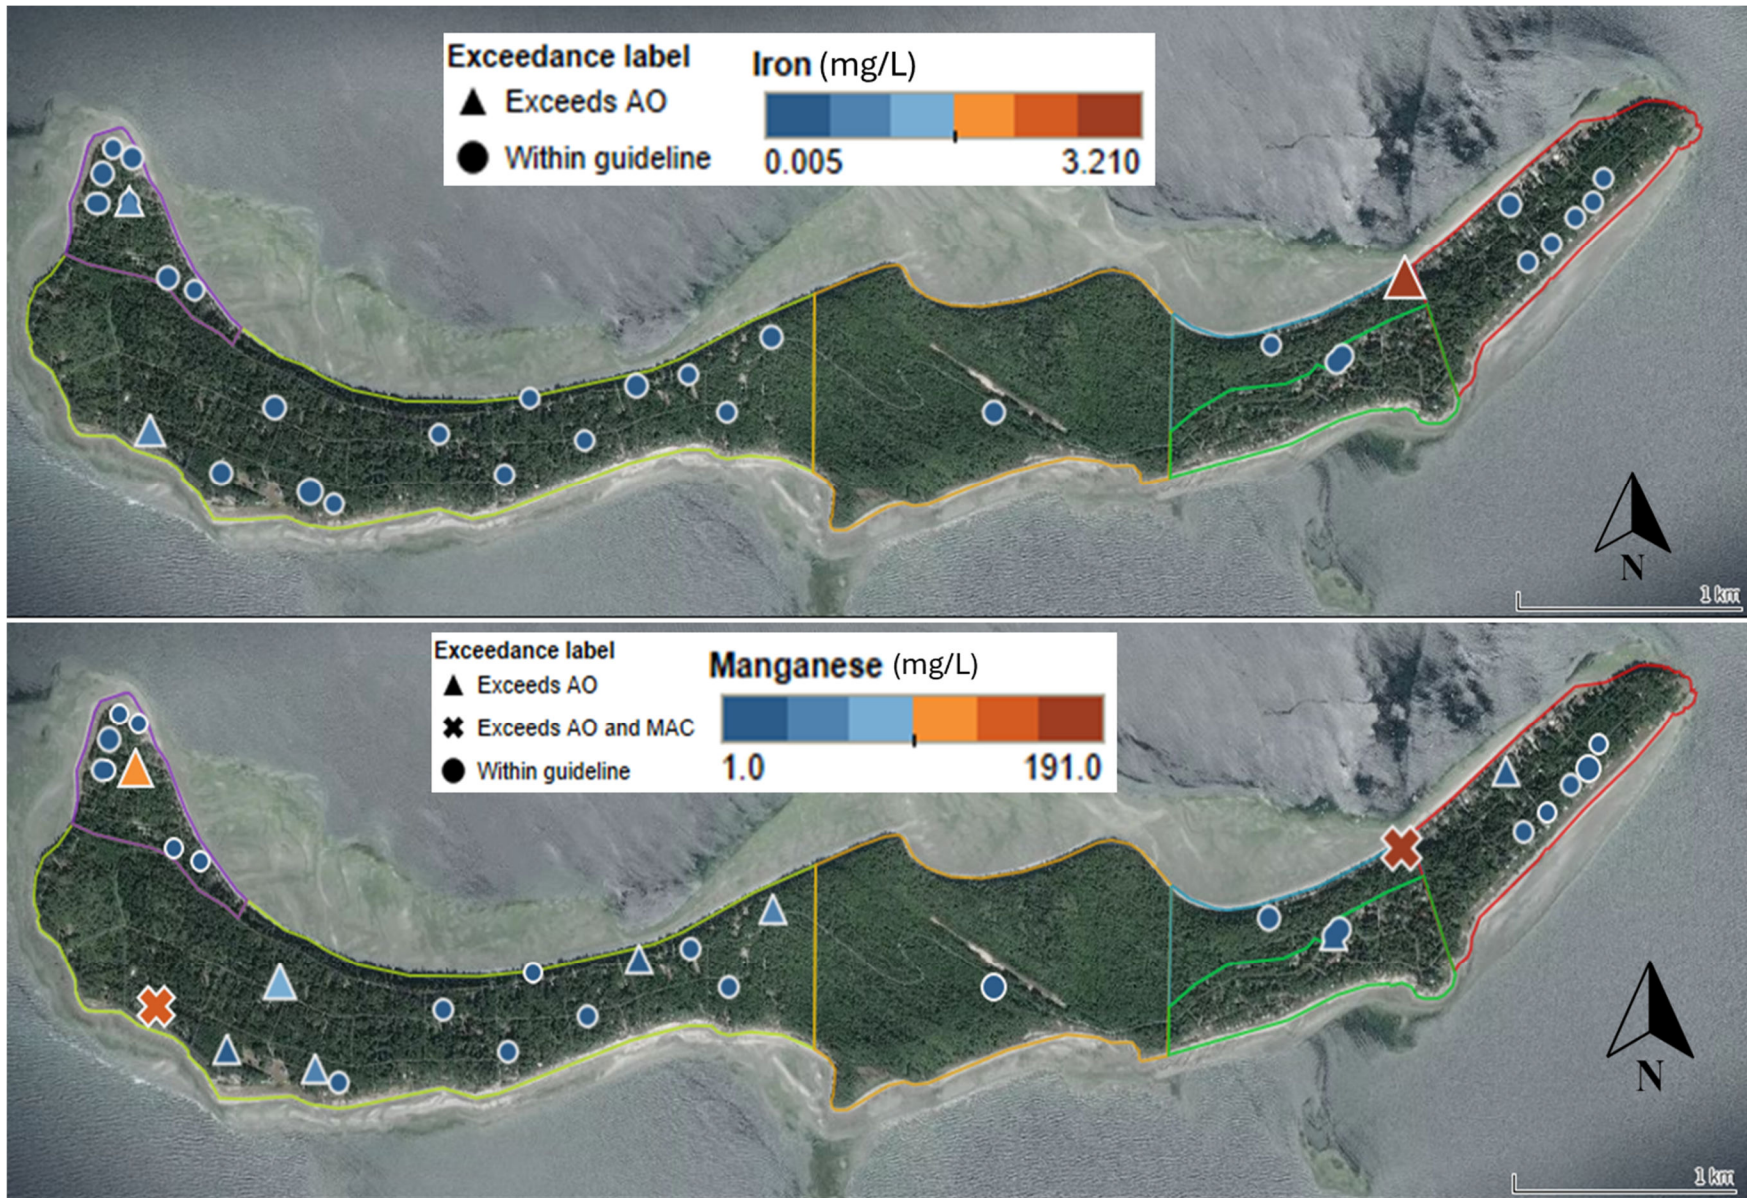 Exceedance label
Iron (mg/L)
Exceeds AO
Within guideline
0.005
3.210
N
1 km
Exceedance label
Manganese (mg/L)
Exceeds AO
Exceeds AO and MAC
Within guideline
1.0
191.0
N
1 km